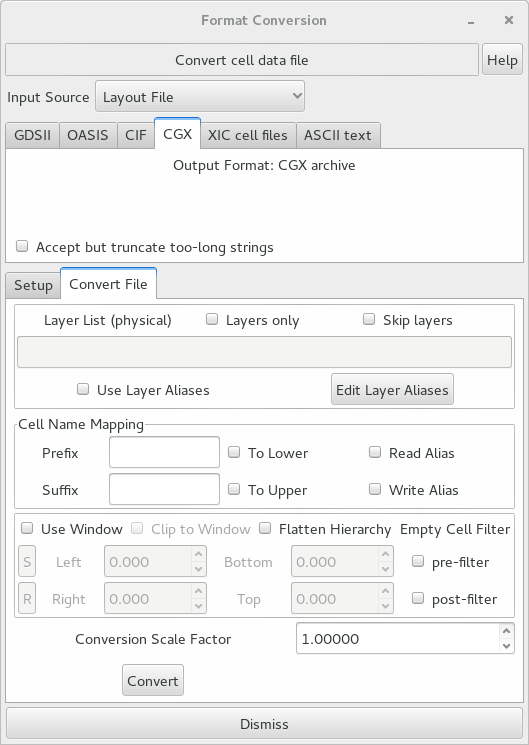 Format Conversion
Convert cell data file Help
Input Source Layout File
GDSII OASIS CIF CGX XIC cell files ASCII text
Output Format: CGX archive
Accept but truncate too-long strings
Setup Convert File
Layer List (physical) Layers only Skip layers
Use Layer Aliases Edit Layer Aliases
Cell Name Mapping
Prefix To Lower Read Alias
Suffix To Upper Write Alias
Use Window Clip to Window Flatten Hierarchy Empty Cell Filter
S Left 0.000 Bottom 0.000 pre-filter
R Right 0.000 Top 0.000 post-filter
Conversion Scale Factor 1.00000
Convert
Dismiss